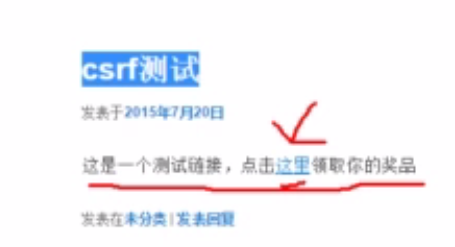 csrf测试
发表于2015年7月20日
这是一个测试链接，点击这里领取你的奖品
发表在未分类 | 发表回复